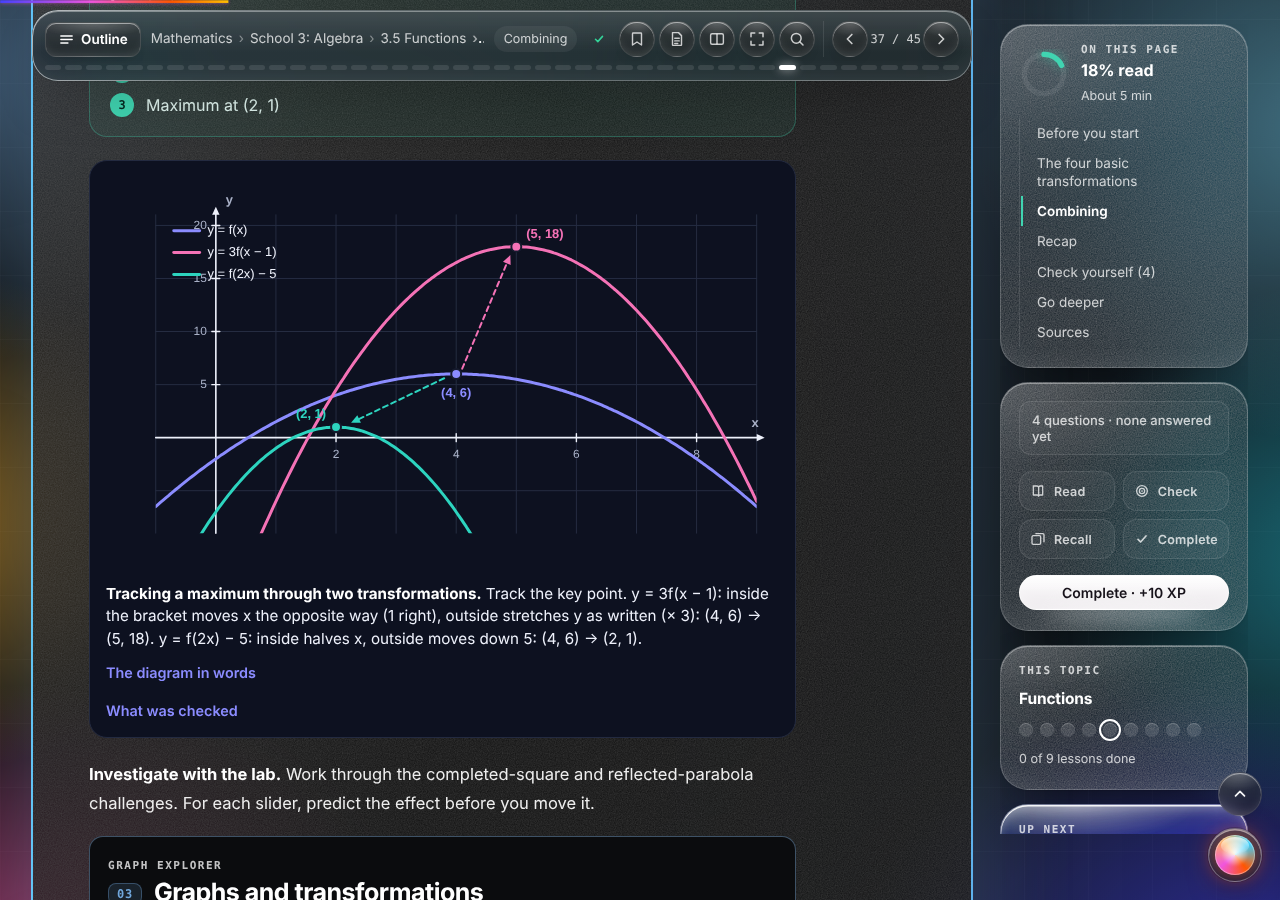 Outline
Mathematics › School 3: Algebra › 3.5 Functions ›..
Combining
37 / 45
3 Maximum at (2, 1)
y
20
y = f(x)
y = 3f(x − 1)
15
y = f(2x) − 5
(5, 18)
10
5
(4, 6)
(2, 1)
x
2 4 6 8
Tracking a maximum through two transformations. Track the key point. y = 3f(x − 1): inside
the bracket moves x the opposite way (1 right), outside stretches y as written (× 3): (4, 6) →
(5, 18). y = f(2x) − 5: inside halves x, outside moves down 5: (4, 6) → (2, 1).
The diagram in words
What was checked
Investigate with the lab. Work through the completed-square and reflected-parabola
challenges. For each slider, predict the effect before you move it.
GRAPH EXPLORER
03 Graphs and transformations
ON THIS PAGE
18% read
About 5 min
Before you start
The four basic
transformations
Combining
Recap
Check yourself (4)
Go deeper
Sources
4 questions · none answered
yet
Read
Check
Recall
Complete
Complete · +10 XP
THIS TOPIC
Functions
0 of 9 lessons done
UP NEXT